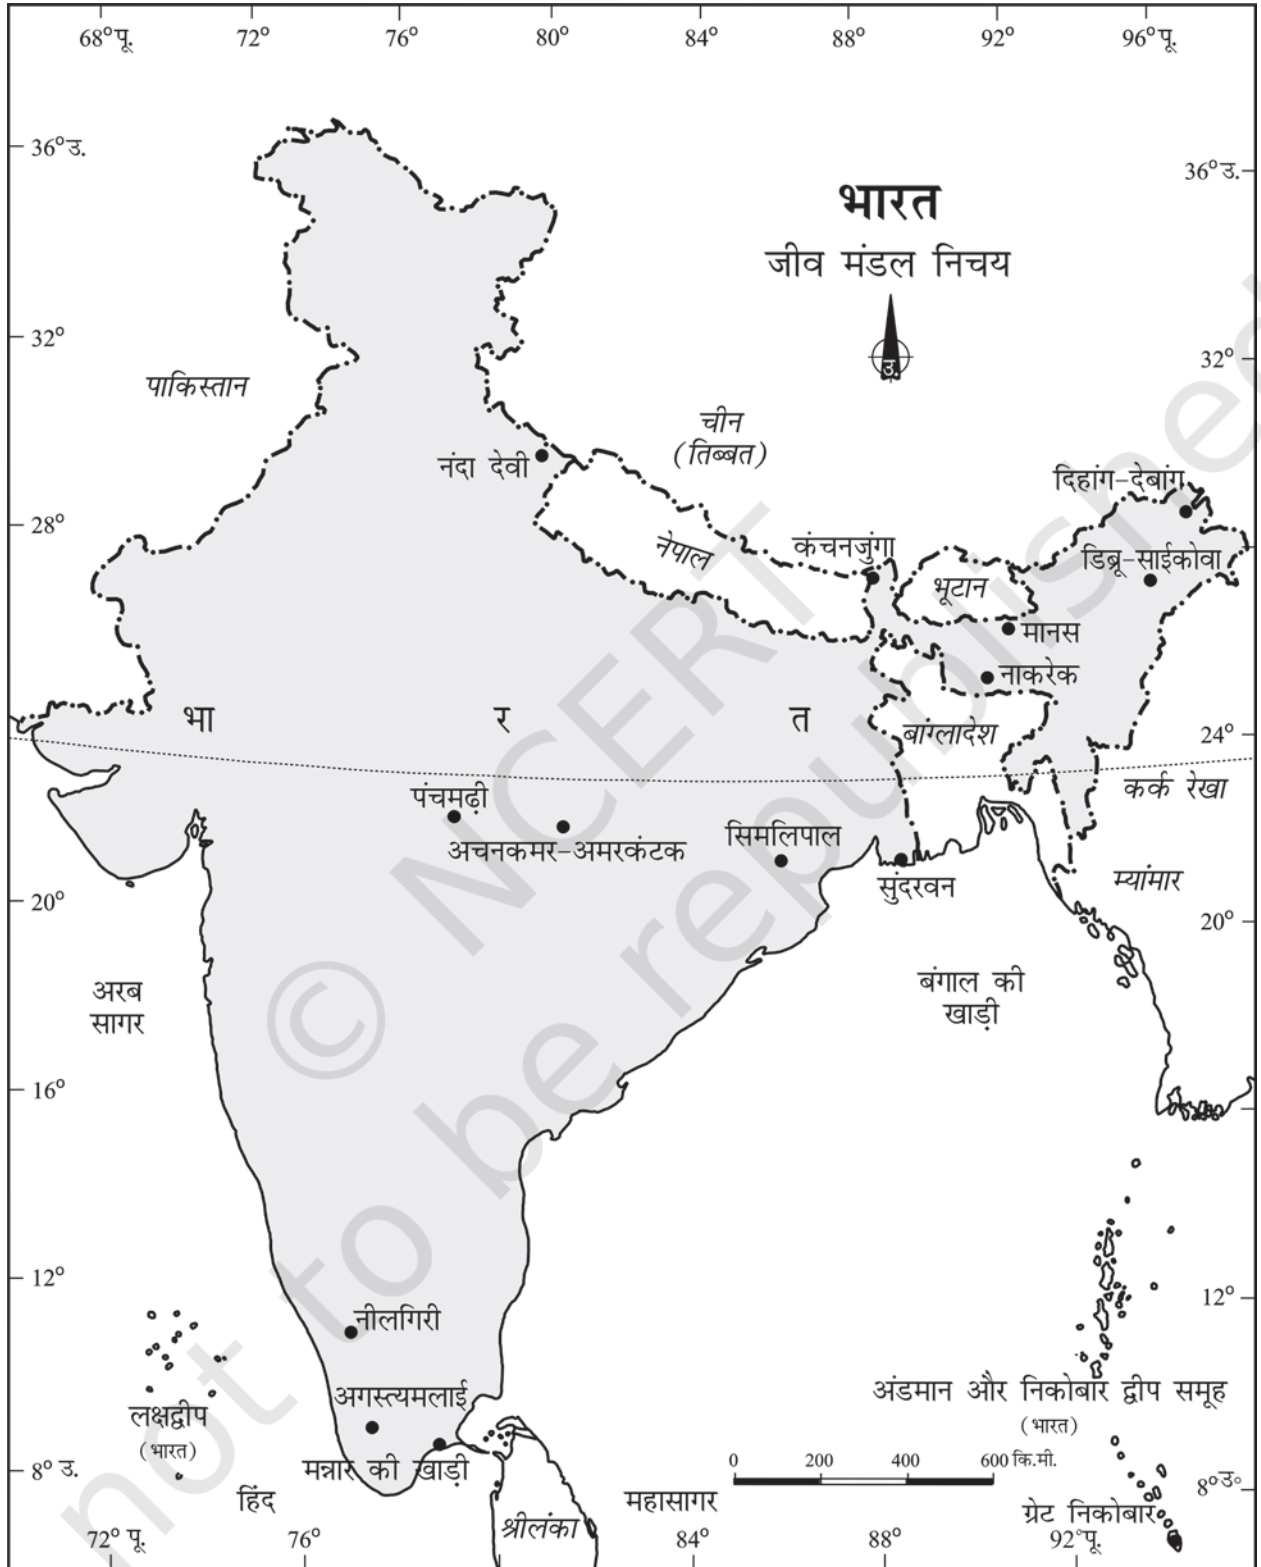 68°पू. 72° 76° 80° 84° 88° 92° 96°पू.
36°उ.
36°उ.
भारत
जीव मंडल निचय
उ.
32°
32°
पाकिस्तान
चीन
(तिब्बत)
नंदा देवी
दिहांग-देबांग
28°
नेपाल
कंचनजुंगा
भूटान
डिब्रू-साईकोवा
मानस
नाकरेक
भा र त
बांग्लादेश
24°
कर्क रेखा
पंचमढ़ी
अचनकमर-अमरकंटक
सिमलिपाल
सुंदरवन
म्यांमार
20°
20°
अरब
सागर
बंगाल की
खाड़ी
16°
12°
12°
नीलगिरी
अगस्त्यमलाई
लक्षद्वीप
(भारत)
अंडमान और निकोबार द्वीप समूह
(भारत)
मन्नार की खाड़ी
0 200 400 600 कि.मी.
8° उ.
8°उ॰
हिंद
महासागर
श्रीलंका
ग्रेट निकोबार
72° पू. 76° 84° 88° 92°पू.
© NCERT
not to be republished